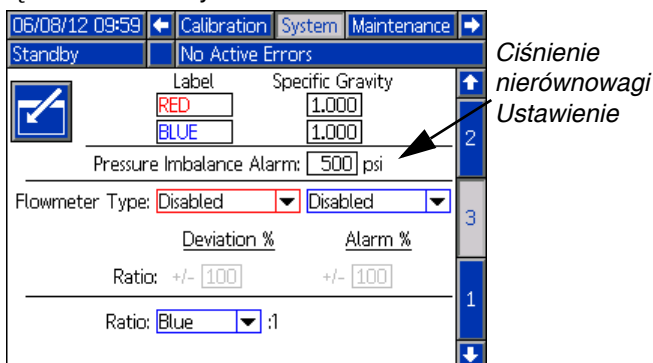 06/08/12 09:59 Calibration System Maintenance
Standby No Active Errors
Ciśnienie
nierównowagi
Ustawienie
Label Specific Gravity
RED 1.000
BLUE 1.000
2
Pressure Imbalance Alarm: 500 psi
Flowmeter Type: Disabled Disabled
3
Deviation % Alarm %
Ratio: +/- 100 +/- 100
1
Ratio: Blue :1